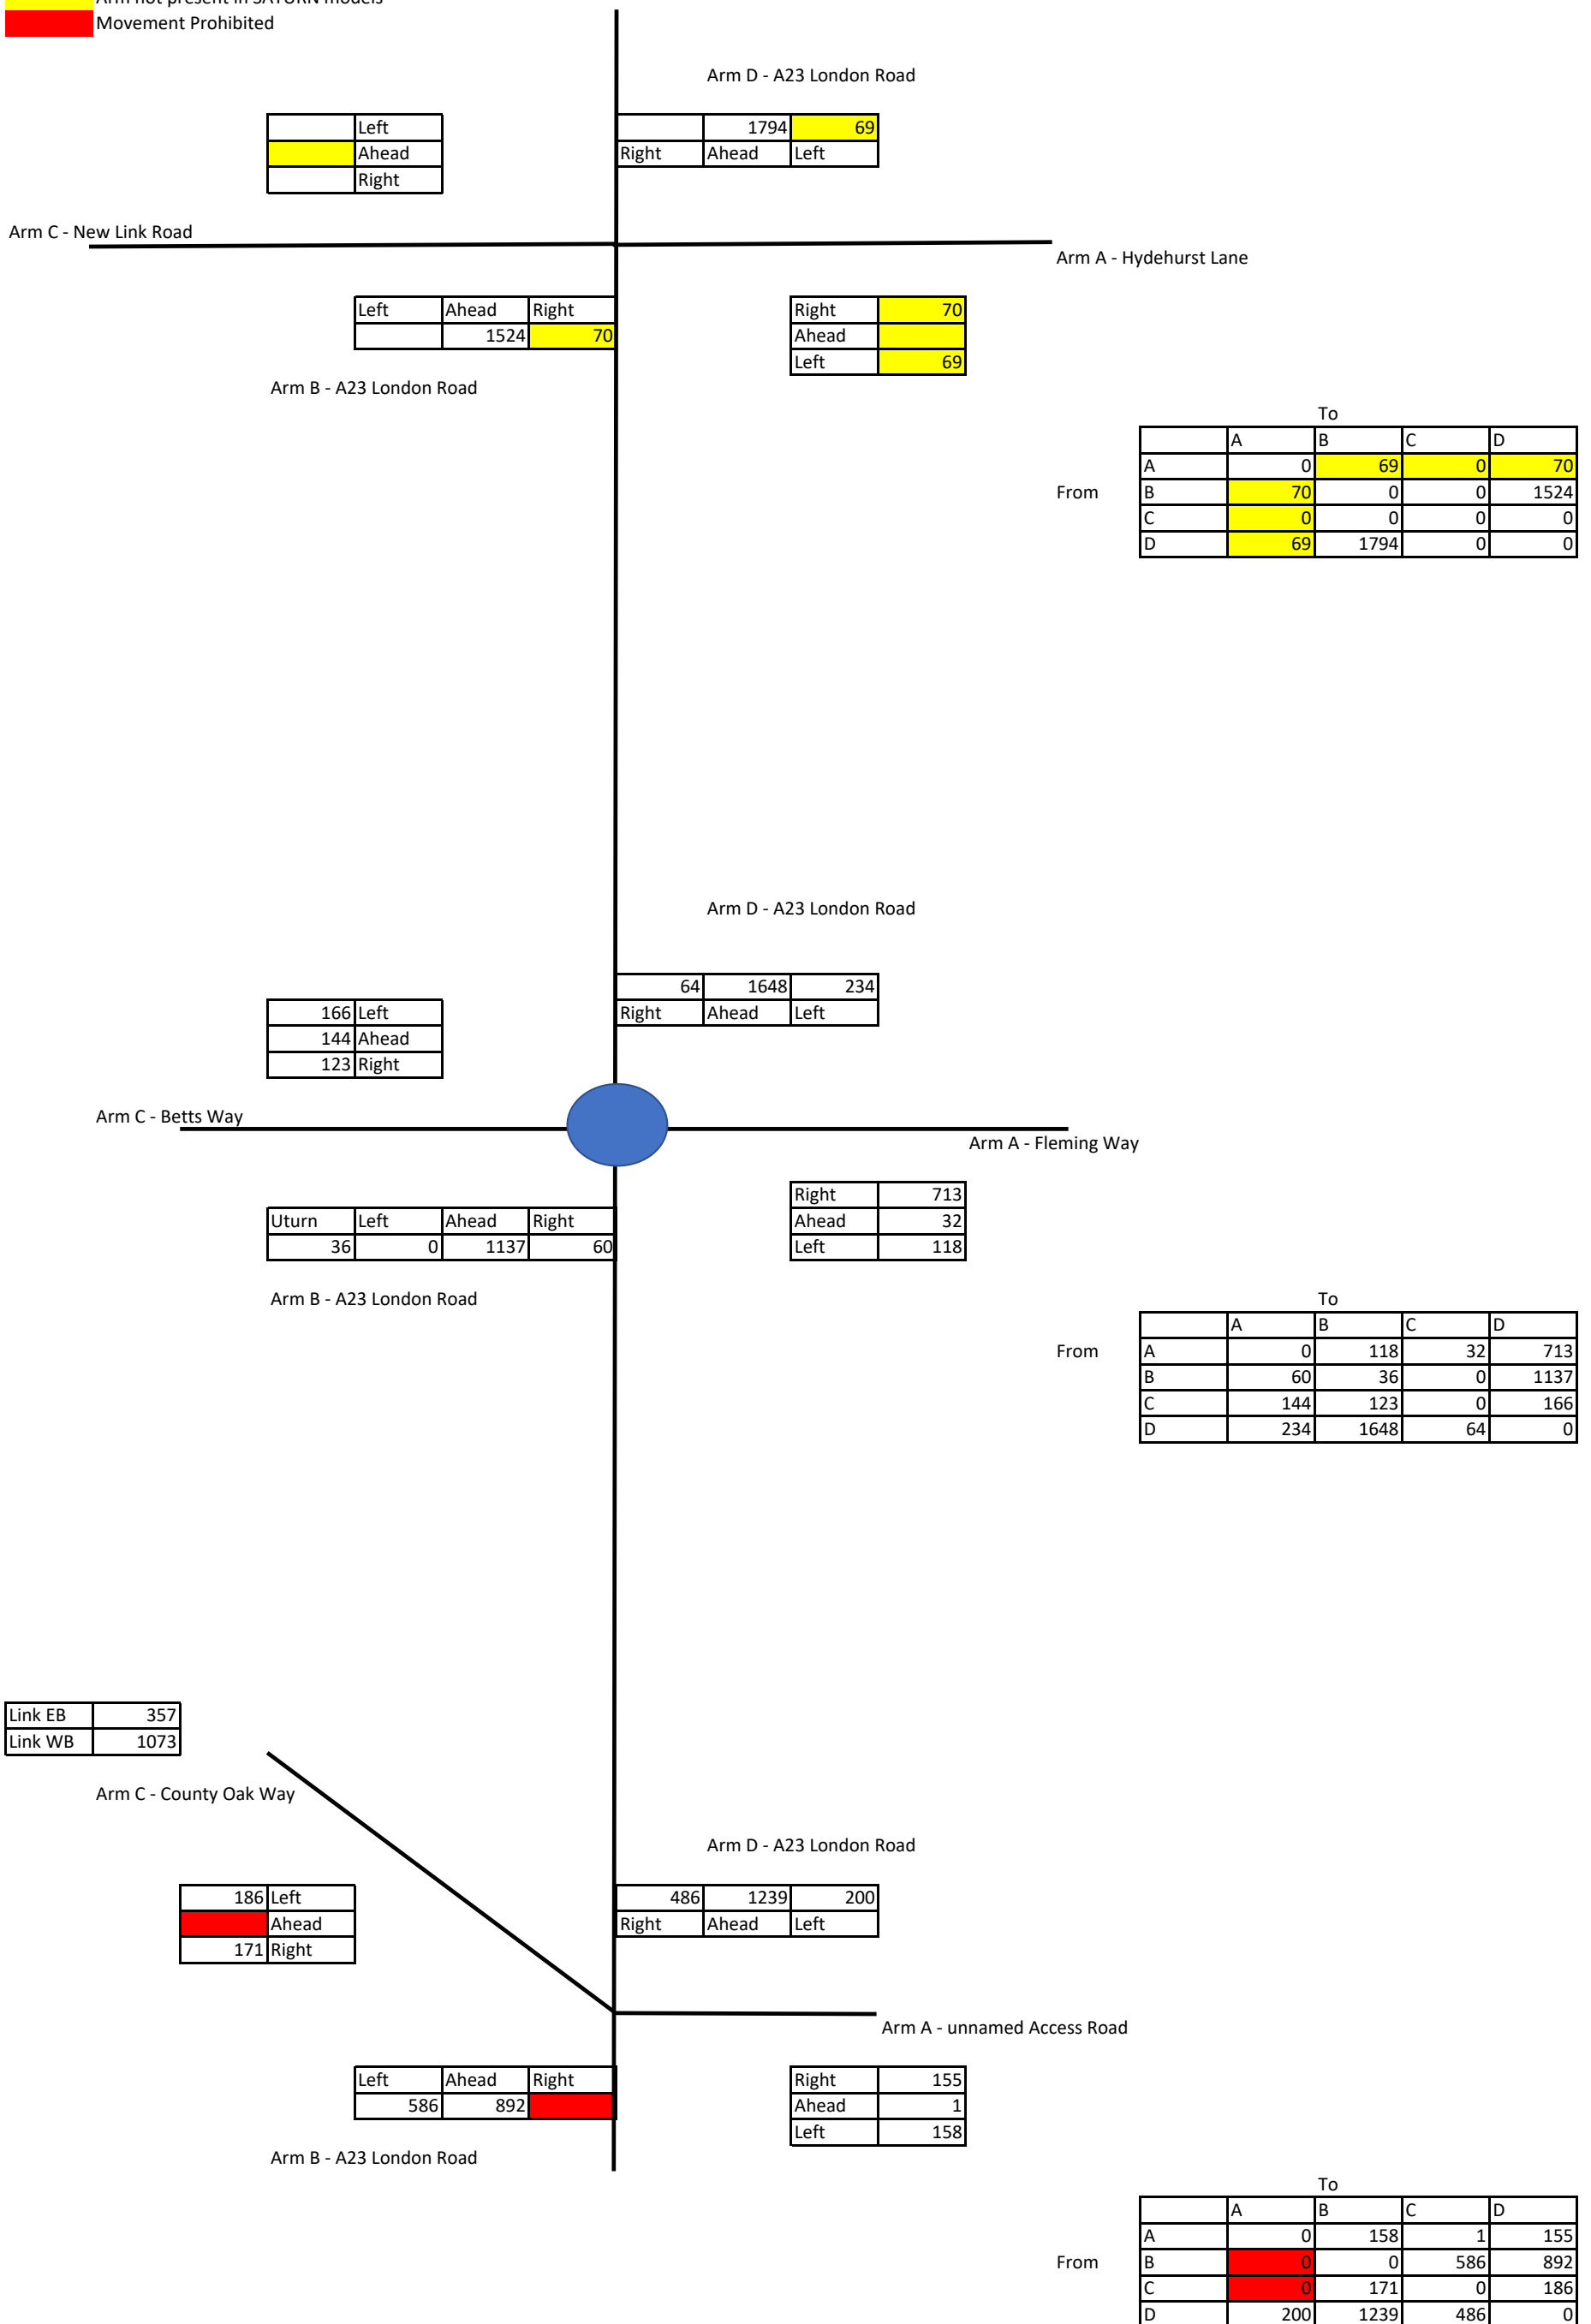 Arm not present in SATURN models
Movement Prohibited
Arm D - A23 London Road
Left
Ahead
Right
1794 69
Right Ahead Left
Arm C - New Link Road
Arm A - Hydehurst Lane
Left Ahead Right
1524 70
Right 70
Ahead
Left 69
Arm B - A23 London Road
To
A B C D
A 0 69 0 70
From B 70 0 0 1524
C 0 0 0 0
D 69 1794 0 0
Arm D - A23 London Road
64 1648 234
Right Ahead Left
166 Left
144 Ahead
123 Right
Arm C - Betts Way
Arm A - Fleming Way
Uturn Left Ahead Right
36 0 1137 60
Right 713
Ahead 32
Left 118
Arm B - A23 London Road
To
A B C D
From A 0 118 32 713
B 60 36 0 1137
C 144 123 0 166
D 234 1648 64 0
Link EB 357
Link WB 1073
Arm C - County Oak Way
Arm D - A23 London Road
186 Left
Ahead
171 Right
486 1239 200
Right Ahead Left
Arm A - unnamed Access Road
Left Ahead Right
586 892
Right 155
Ahead 1
Left 158
Arm B - A23 London Road
To
A B C D
A 0 158 1 155
From B 0 0 586 892
C 0 171 0 186
D 200 1239 486 0